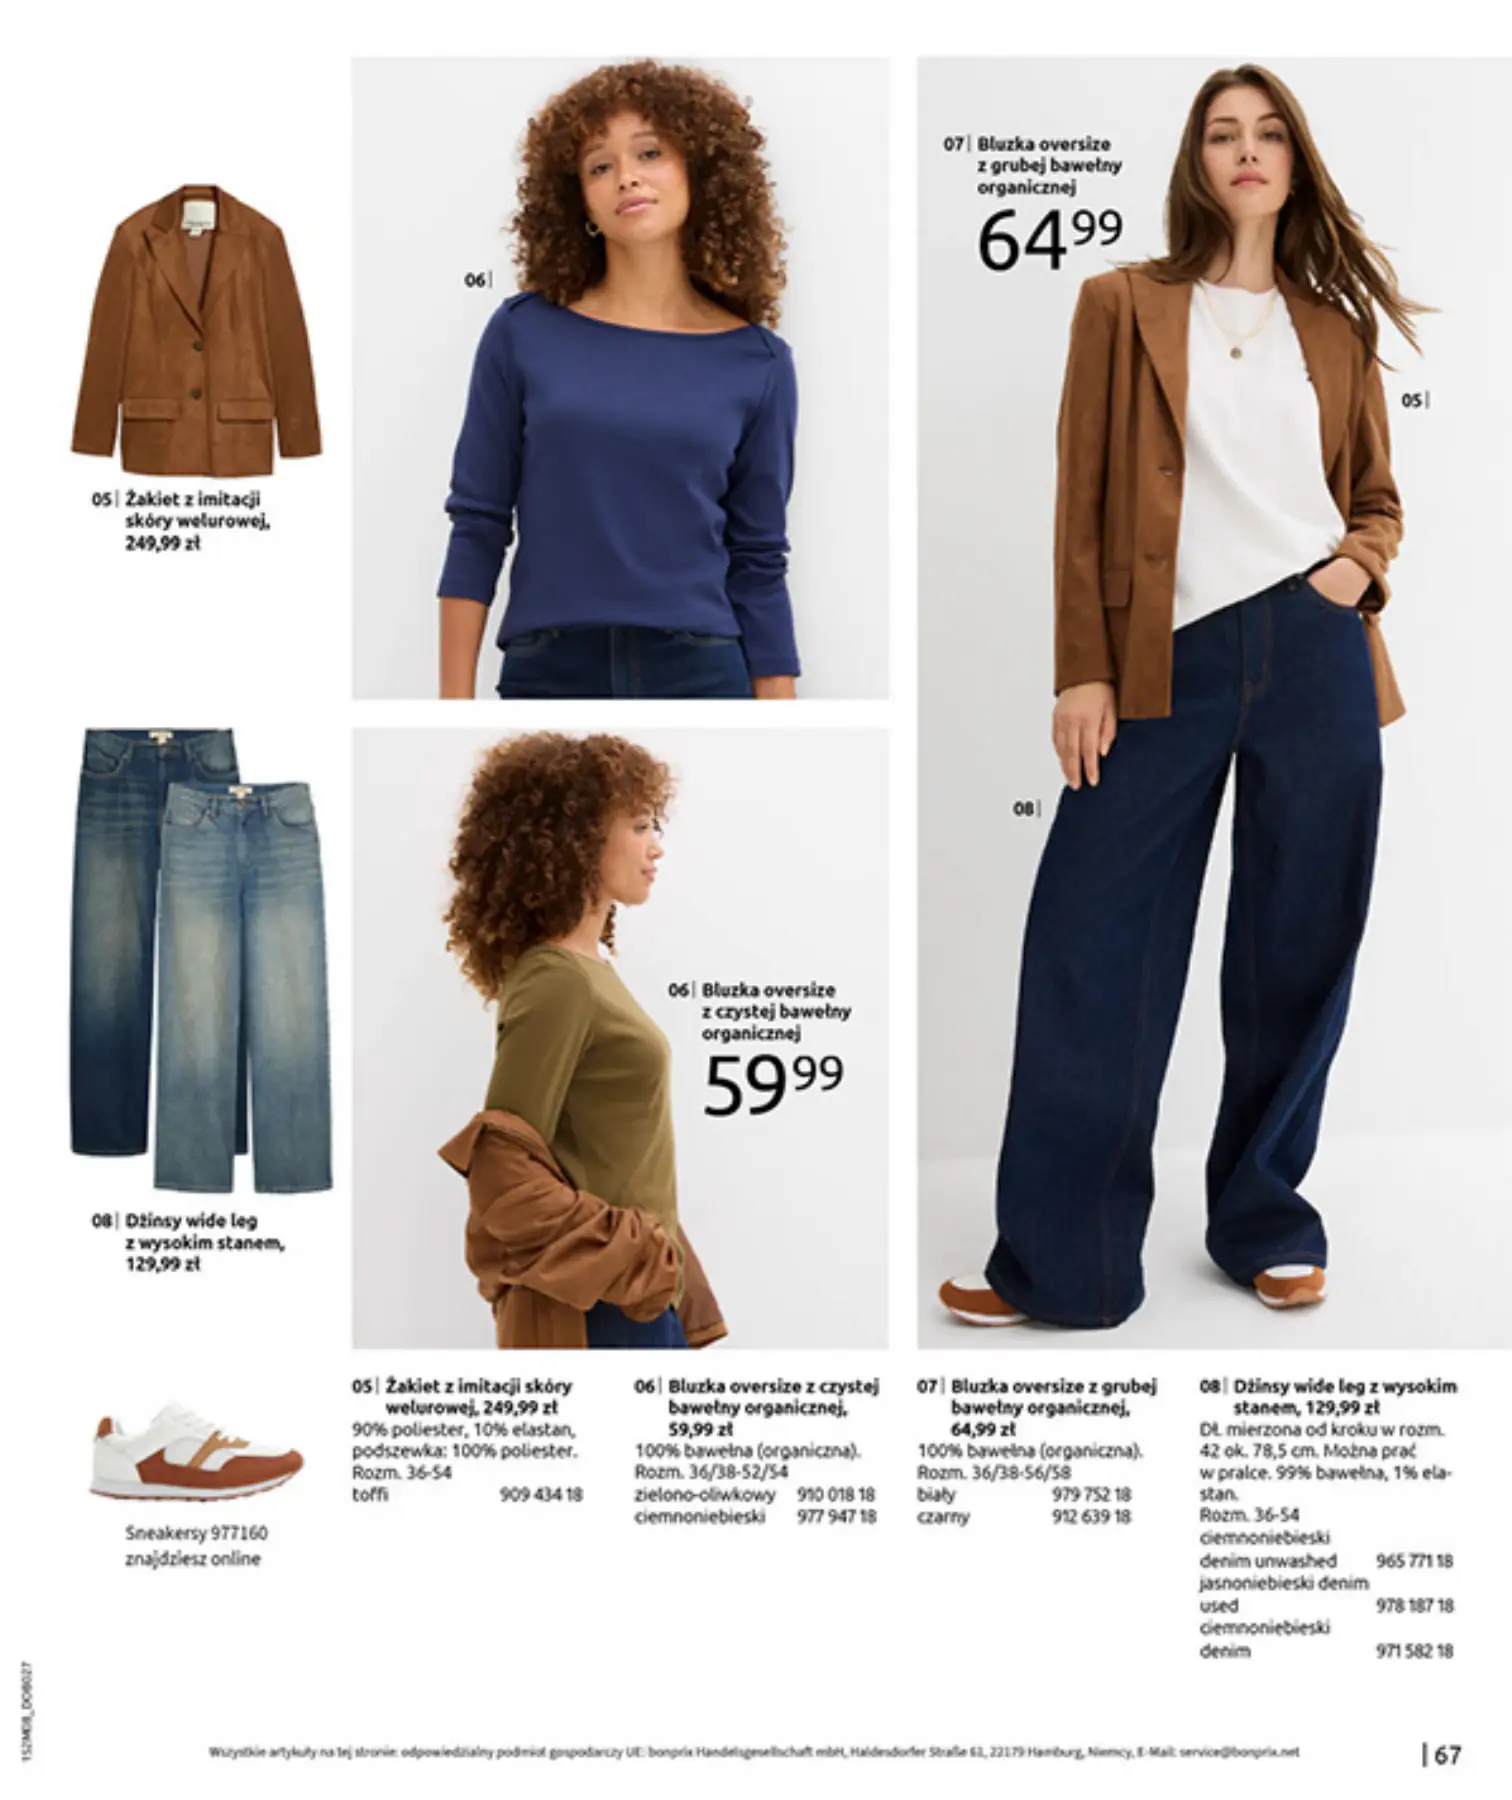 07| Bluzka oversize
z grubej bawełny
organicznej
64⁹⁹
06|
05|
05| Żakiet z imitacji
skóry welurowej,
249,99 zł
08|
06| Bluzka oversize
z czystej bawełny
organicznej
59⁹⁹
08| Dżinsy wide leg
z wysokim stanem,
129,99 zł
Sneakersy 977160
znajdziesz online
05| Żakiet z imitacji skóry
welurowej, 249,99 zł
90% poliester, 10% elastan,
podszewka: 100% poliester.
Rozm. 36-54
toffi 909 434 18
06| Bluzka oversize z czystej
bawełny organicznej,
59,99 zł
100% bawełna (organiczna).
Rozm. 36/38-52/54
zielono-oliwkowy 910 018 18
ciemnoniebieski 977 947 18
07| Bluzka oversize z grubej
bawełny organicznej,
64,99 zł
100% bawełna (organiczna).
Rozm. 36/38-56/58
biały 979 752 18
czarny 912 639 18
08| Dżinsy wide leg z wysokim
stanem, 129,99 zł
Dł. mierzona od kroku w rozm.
42 ok. 78,5 cm. Można prać
w pralce. 99% bawełna, 1% ela-
stan.
Rozm. 36-54
ciemnoniebieski
denim unwashed 965 771 18
jasnoniebieski denim
used 978 187 18
ciemnoniebieski
denim 971 582 18
152M08_DOB027
Wszystkie artykuły na tej stronie: odpowiedzialny podmiot gospodarczy UE: bonprix Handelsgesellschaft mbH, Haldesdorfer Straße 61, 22179 Hamburg, Niemcy, E-Mail: service@bonprix.net
| 67